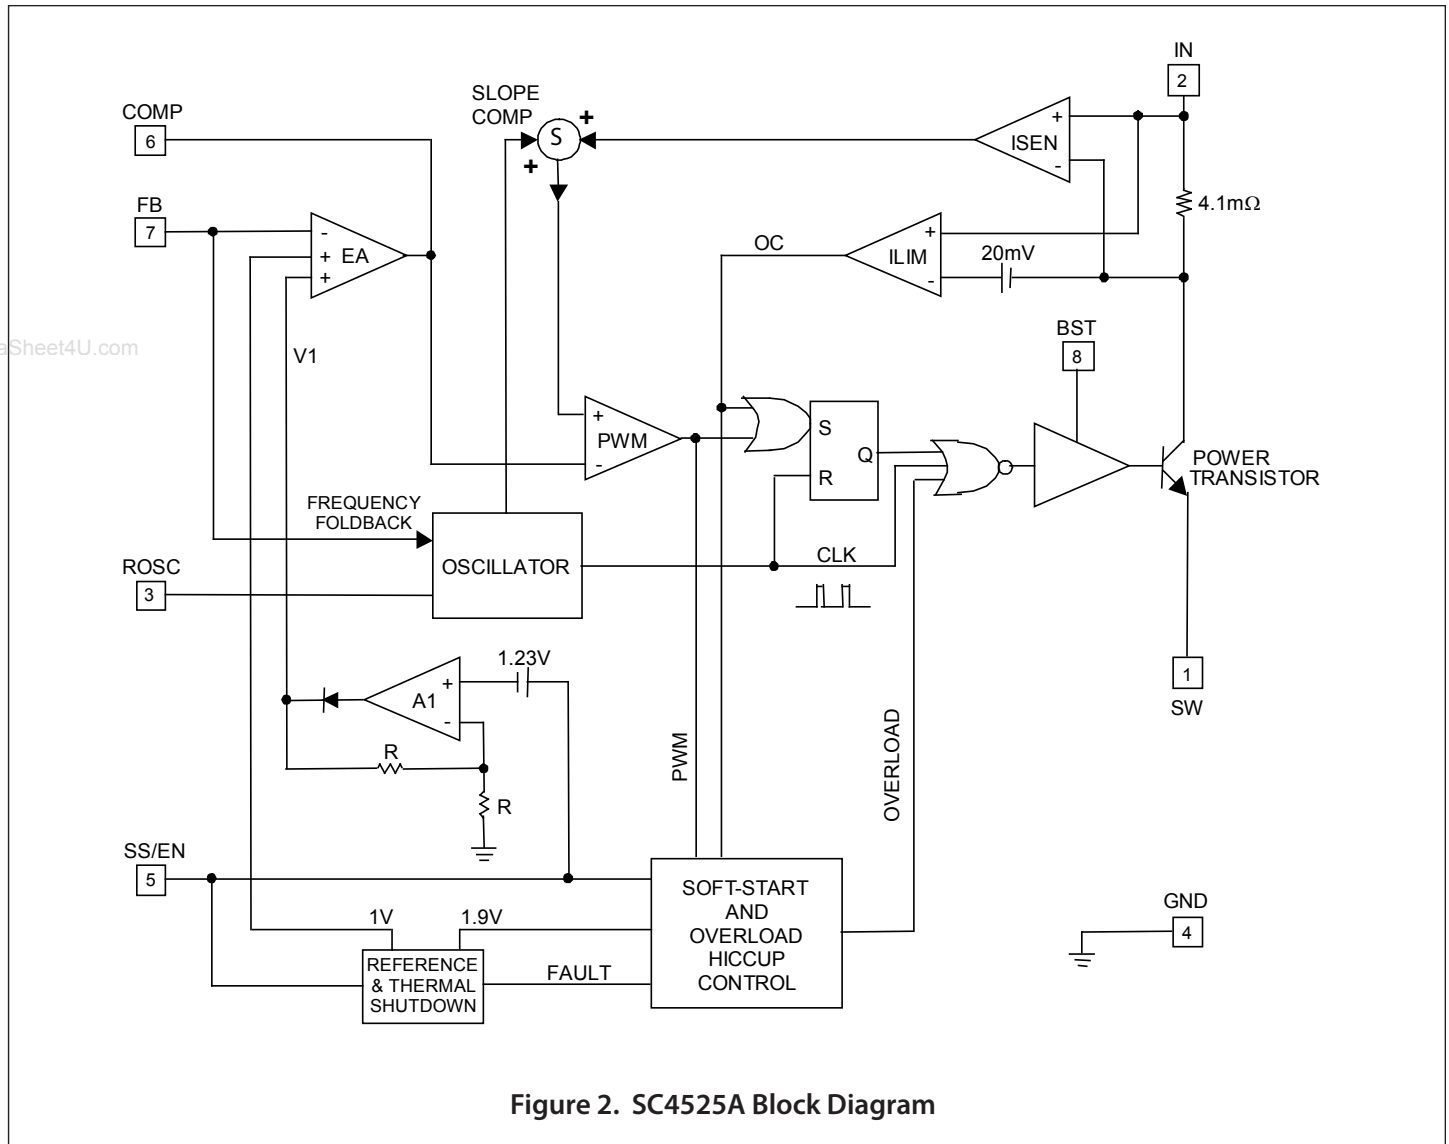 IN
2
COMP
6
SLOPE
COMP
+
S
+
+
ISEN
-
4.1mΩ
FB
7
-
+
+
EA
OC
+
ILIM
-
20mV
aSheet4U.com
V1
BST
8
+
PWM
-
S
Q
R
POWER
TRANSISTOR
FREQUENCY
FOLDBACK
OSCILLATOR
CLK
ROSC
3
1.23V
+
A1
-
R
R
1
SW
PWM
OVERLOAD
SS/EN
5
SOFT-START
AND
OVERLOAD
HICCUP
CONTROL
1V
1.9V
REFERENCE
& THERMAL
SHUTDOWN
FAULT
GND
4
Figure 2. SC4525A Block Diagram